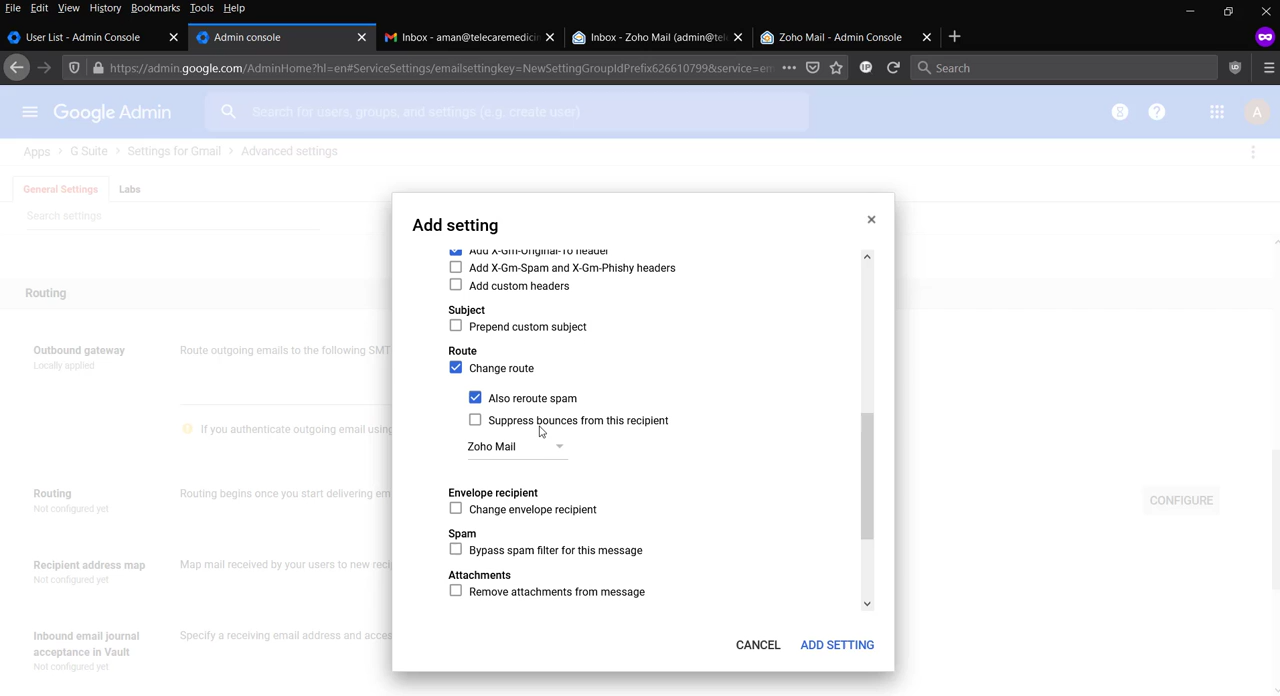 File Edit View History Bookmarks Tools Help
User List - Admin Console
Admin console
Inbox - aman@telecaremedicin
Inbox - Zoho Mail (admin@tel
Zoho Mail - Admin Console
https://admin.google.com/AdminHome?hl=en#ServiceSettings/emailsettingkey=NewSettingGroupIdPrefix626610799&service=em
Search
Google Admin
Search for users, groups, and settings (e.g. create user)
8
?
A
Apps > G Suite > Settings for Gmail > Advanced settings
General Settings
Labs
Search settings
Routing
Outbound gateway
Locally applied
Route outgoing emails to the following SMT
If you authenticate outgoing email using
Routing
Not configured yet
Routing begins once you start delivering em
CONFIGURE
Recipient address map
Not configured yet
Map mail received by your users to new reci
Inbound email journal
acceptance in Vault
Not configured yet
Specify a receiving email address and acces
Add setting
Add X-Gm-Original-To header
Add X-Gm-Spam and X-Gm-Phishy headers
Add custom headers
Subject
Prepend custom subject
Route
Change route
Also reroute spam
Suppress bounces from this recipient
Zoho Mail
Envelope recipient
Change envelope recipient
Spam
Bypass spam filter for this message
Attachments
Remove attachments from message
CANCEL
ADD SETTING